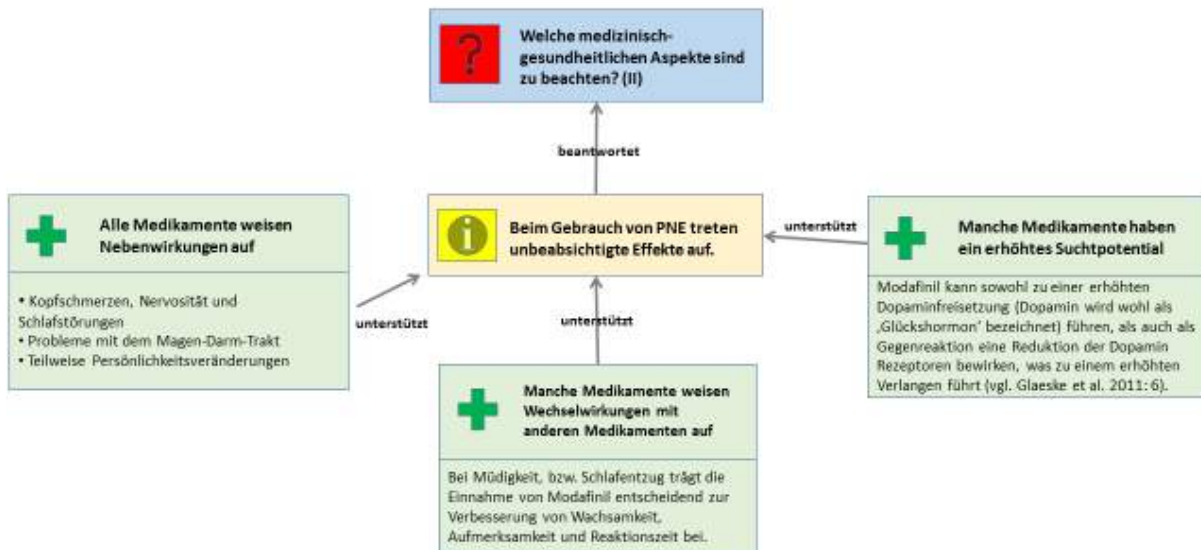 Welche medizinisch-
gesundheitlichen Aspekte sind
zu beachten? (II)
beantwortet
Alle Medikamente weisen
Nebenwirkungen auf
• Kopfschmerzen, Nervosität und
Schlafstörungen
• Probleme mit dem Magen-Darm-Trakt
• Teilweise Persönlichkeitsveränderungen
unterstützt
Beim Gebrauch von PNE treten
unbeabsichtigte Effekte auf.
unterstützt
unterstützt
Manche Medikamente haben
ein erhöhtes Suchtpotential
Modafinil kann sowohl zu einer erhöhten
Dopaminfreisetzung (Dopamin wird wohl als
‚Glückshormon' bezeichnet) führen, als auch als
Gegenreaktion eine Reduktion der Dopamin
Rezeptoren bewirken, was zu einem erhöhten
Verlangen führt (vgl. Glaeske et al. 2011: 6).
Manche Medikamente weisen
Wechselwirkungen mit
anderen Medikamenten auf
Bei Müdigkeit, bzw. Schlafentzug trägt die
Einnahme von Modafinil entscheidend zur
Verbesserung von Wachsamkeit,
Aufmerksamkeit und Reaktionszeit bei.